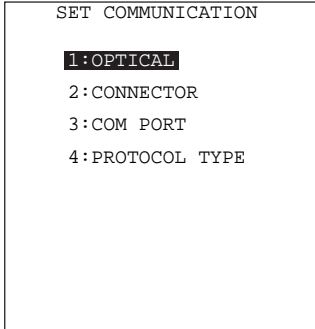 SET COMMUNICATION
1:OPTICAL
2:CONNECTOR
3:COM PORT
4:PROTOCOL TYPE